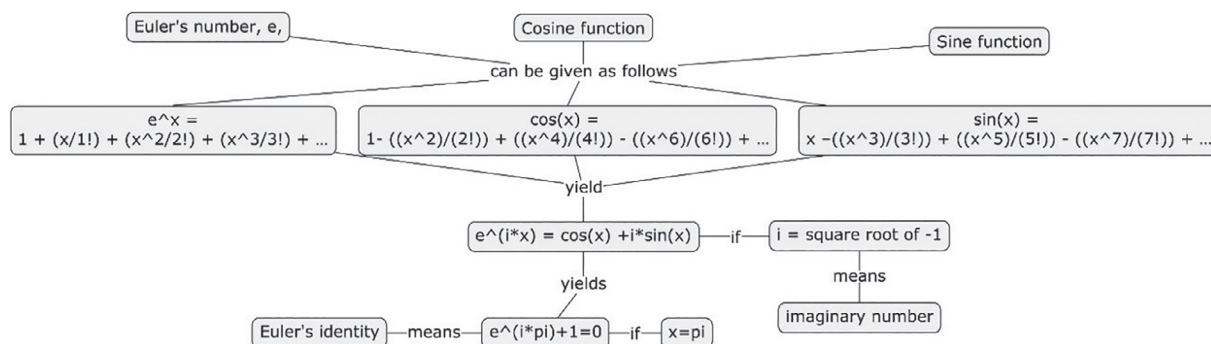 Euler's number, e,
Cosine function
Sine function
can be given as follows
e^x =
1 + (x/1!) + (x^2/2!) + (x^3/3!) + ...
cos(x) =
1- ((x^2)/(2!)) + ((x^4)/(4!)) - ((x^6)/(6!)) + ...
sin(x) =
x -((x^3)/(3!)) + ((x^5)/(5!)) - ((x^7)/(7!)) + ...
yield
e^(i*x) = cos(x) +i*sin(x)
if
i = square root of -1
yields
means
imaginary number
Euler's identity
means
e^(i*pi)+1=0
if
x=pi